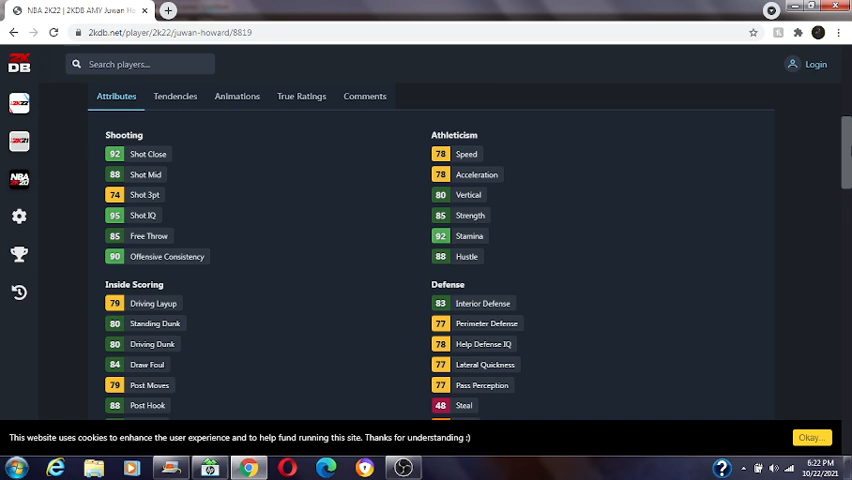 NBA 2K22 | 2KDB AMY Juwan Ho
2kdb.net/player/2k22/juwan-howard/8819
2K
DB
Search players...
Login
Attributes Tendencies Animations True Ratings Comments
2K22
2K21
NBA
2K20
Shooting
92 Shot Close
88 Shot Mid
74 Shot 3pt
95 Shot IQ
85 Free Throw
90 Offensive Consistency
Inside Scoring
79 Driving Layup
80 Standing Dunk
80 Driving Dunk
84 Draw Foul
79 Post Moves
88 Post Hook
Athleticism
78 Speed
78 Acceleration
80 Vertical
85 Strength
92 Stamina
88 Hustle
Defense
83 Interior Defense
77 Perimeter Defense
78 Help Defense IQ
77 Lateral Quickness
77 Pass Perception
48 Steal
This website uses cookies to enhance the user experience and to help fund running this site. Thanks for understanding :)
Okay...
6:22 PM
10/22/2021